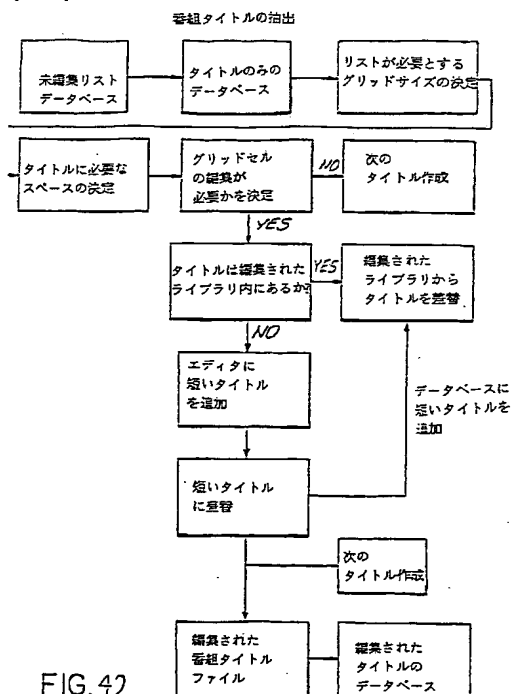 番組タイトルの抽出
未編集リスト
データベース
タイトルのみの
データベース
リストが必要とする
グリッドサイズの決定
タイトルに必要な
スペースの決定
グリッドセル
の編集が
必要かを決定
NO
次の
タイトル作成
YES
タイトルは編集された
ライブラリ内にあるか?
YES
編集された
ライブラリから
タイトルを差替
NO
エディタに
短いタイトル
を追加
データベースに
短いタイトルを
追加
短いタイトル
に差替
次の
タイトル作成
編集された
番組タイトル
ファイル
編集された
タイトルの
データベース
FIG.42